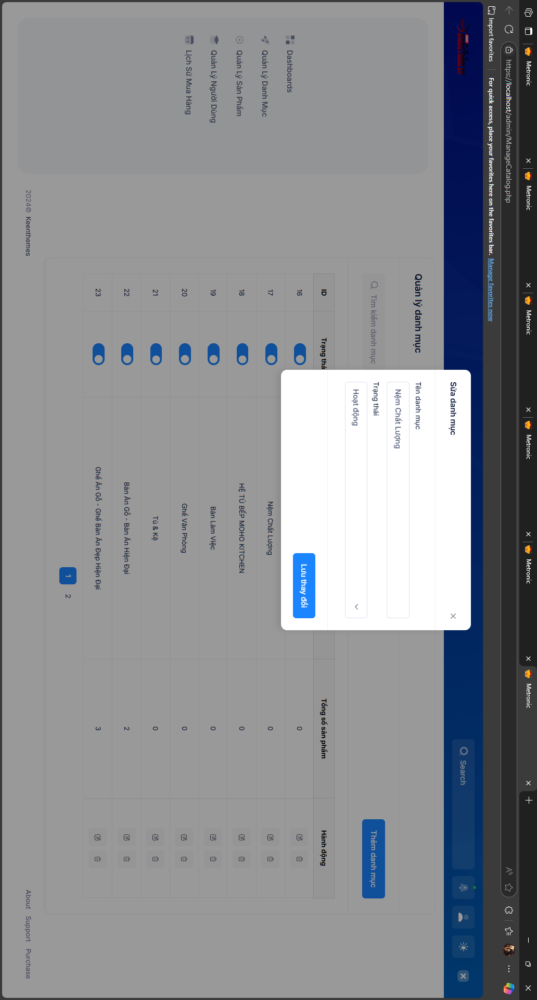 Metronic
Metronic
Metronic
Metronic
Metronic
Metronic
https://localhost/admin/ManageCatalog.php
Import favorites
For quick access, place your favorites here on the favorites bar. Manage favorites now
Search
Dashboards
Quản Lý Danh Mục
Quản Lý Sản Phẩm
Quản Lý Người Dùng
Lịch Sử Mua Hàng
Sửa danh mục
Tên danh mục
Nệm Chất Lượng
Trạng thái
Hoạt động
Lưu thay đổi
Quản lý danh mục
Tìm kiếm danh mục
Thêm danh mục
ID Trạng thá Tổng số sản phẩm Hành động
16 0
17 Nệm Chất Lượng 0
18 HỆ TỦ BẾP MOHO KITCHEN 0
19 Bàn Làm Việc 0
20 Ghế Văn Phòng 0
21 Tủ & Kệ 0
22 Bàn Ăn Gỗ - Bàn Ăn Hiện Đại 2
23 Ghế Ăn Gỗ - Ghế Bàn Ăn Đẹp Hiện Đại 3
1 2
2024© Keenthemes
About Support Purchase